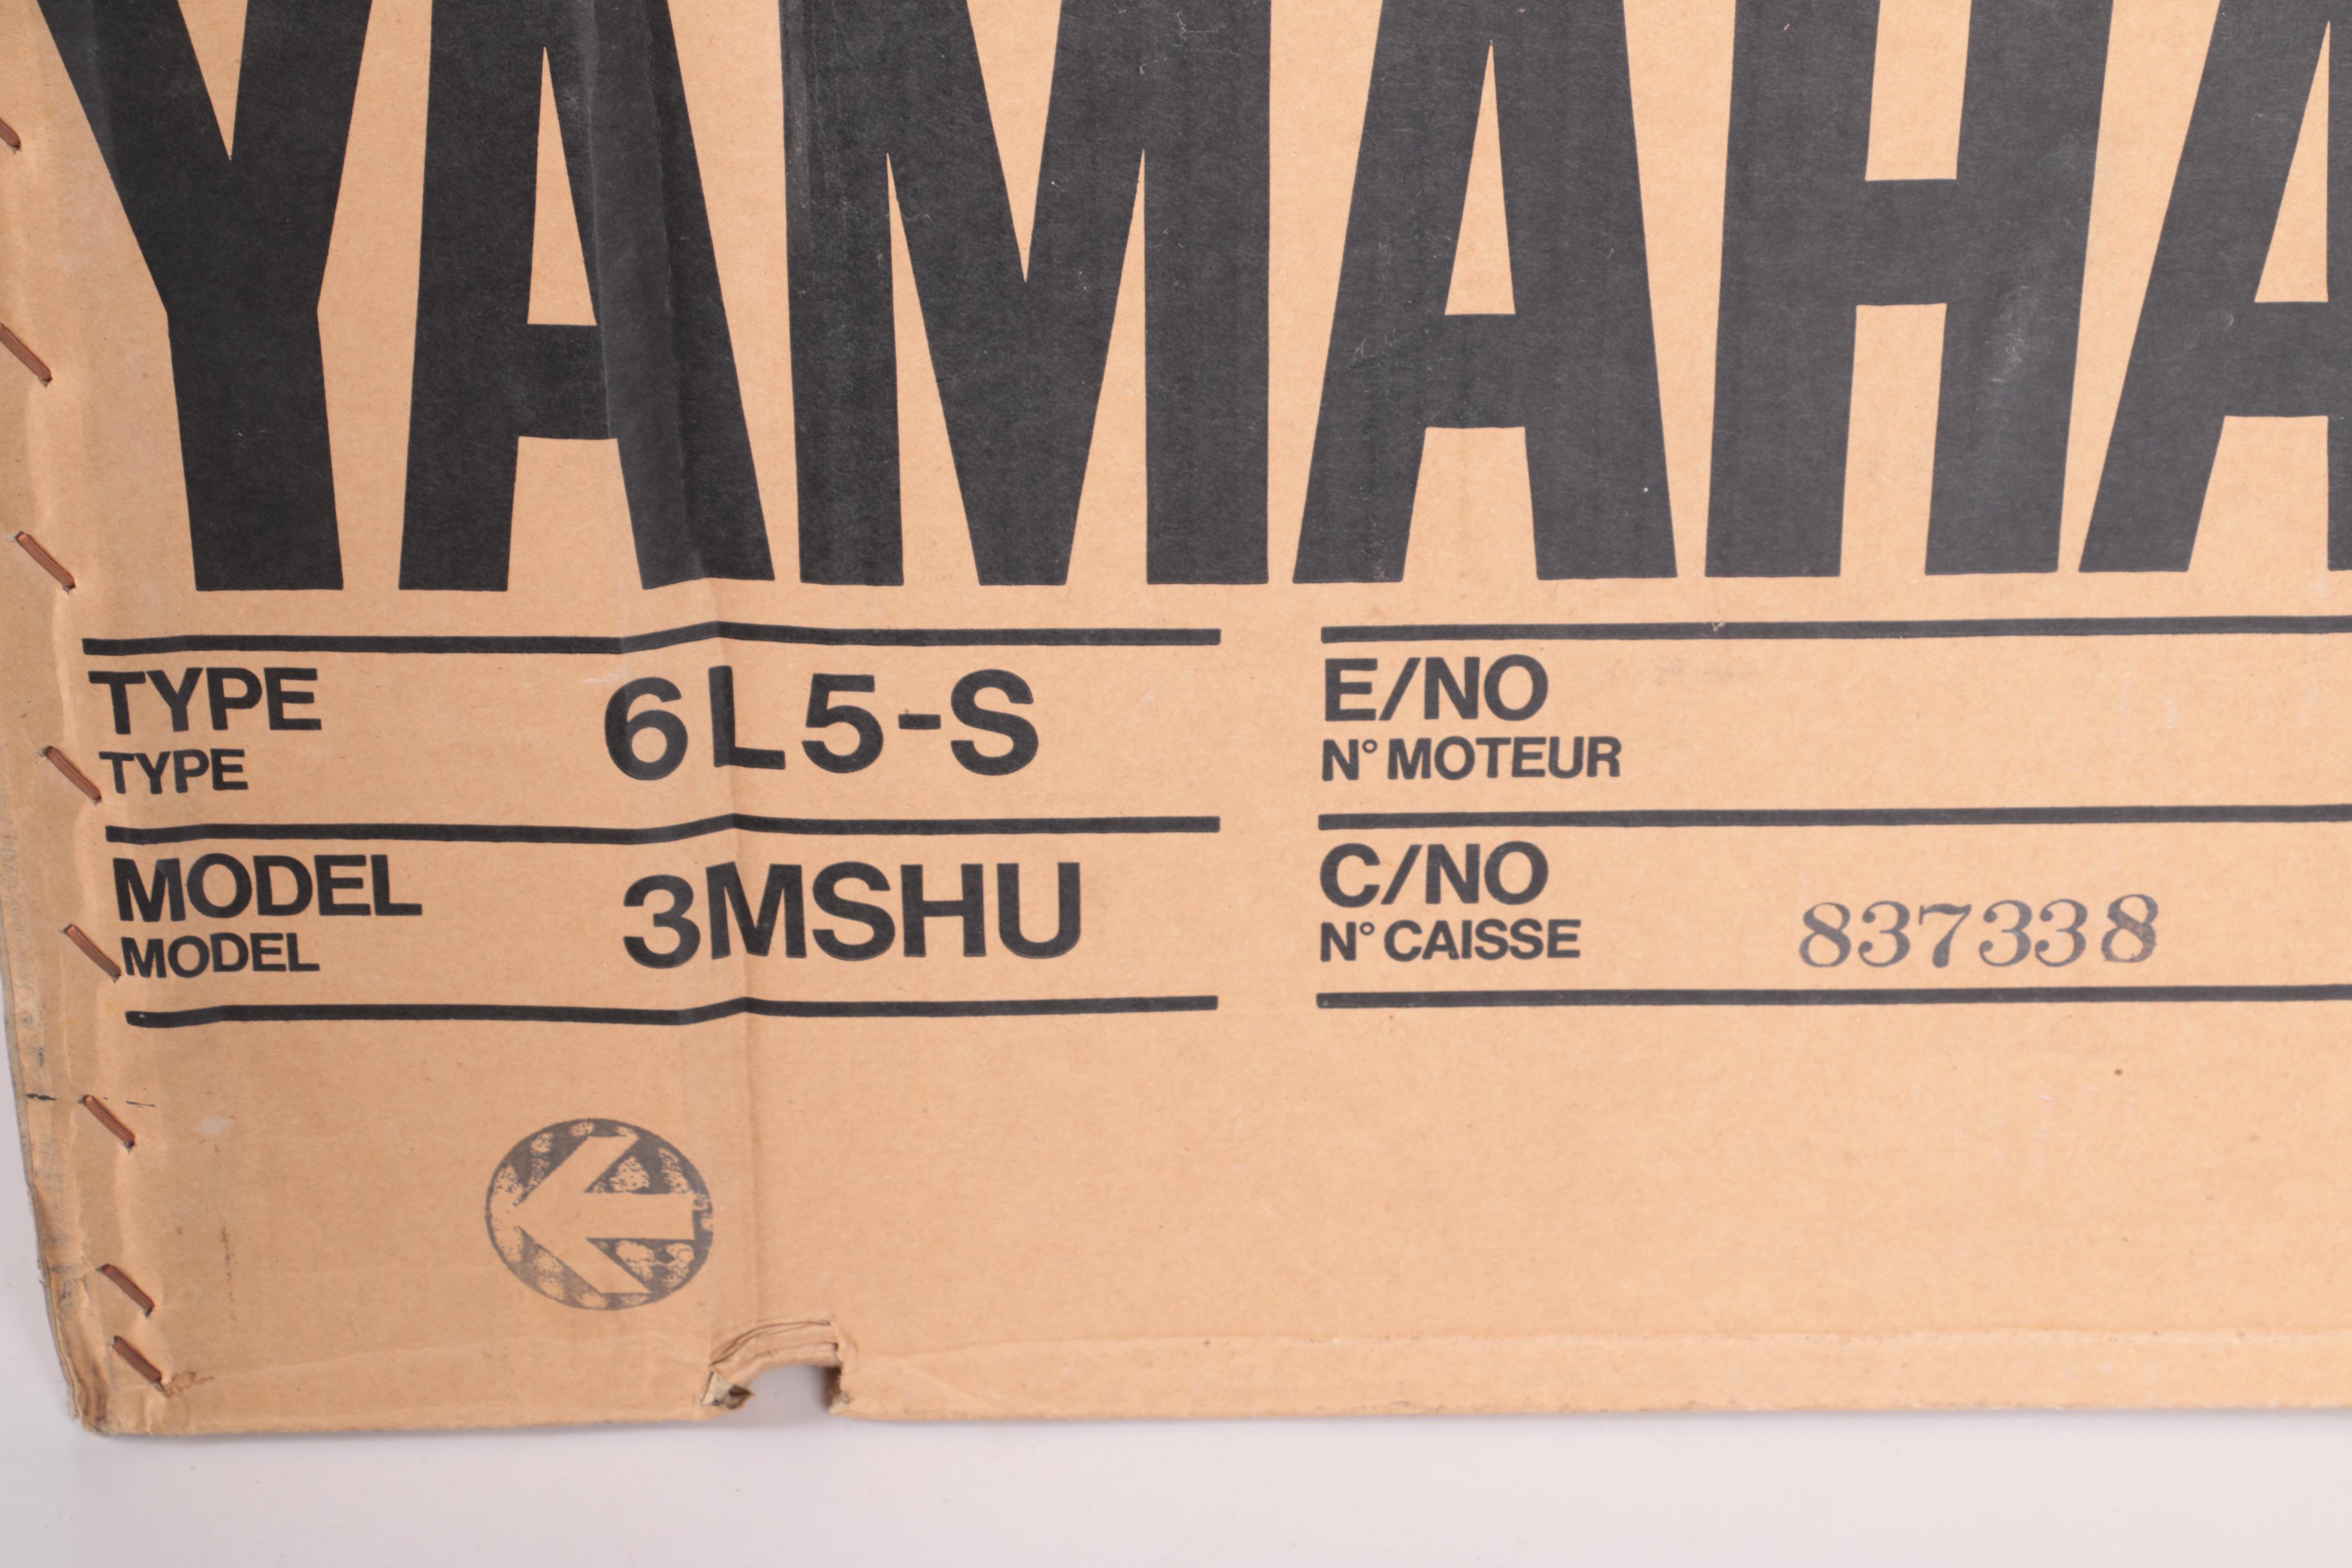 YAMAHA
TYPE 6L5-S
TYPE
MODEL 3MSHU
MODEL
E/NO
N° MOTEUR
C/NO
N° CAISSE 837338